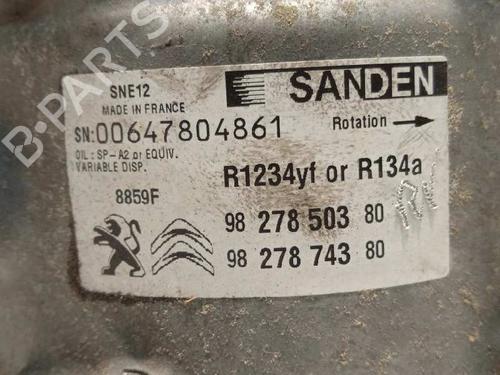 B-PARTS
SNE12
MADE IN FRANCE
SANDEN
SN:00647804861
Rotation
OIL: SP-A2 or EQUIV.
VARIABLE DISP.
R1234yf or R134a
8859F
98 278 503 80
98 278 743 80